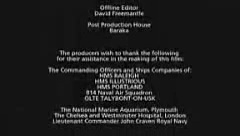 Offline Editor
David Freemantle
Post Production House
Baraka
The producers wish to thank the following
for their assistance in the making of this film:
The Commanding Officers and Ships Companies of:
HMS RALEIGH
HMS ILLUSTRIOUS
HMS PORTLAND
814 Naval Air Squadron
GLTE TALYBONT-ON-USK
The National Marine Aquarium, Plymouth
The Chelsea and Westminster Hospital, London
Lieutenant Commander John Craven Royal Navy